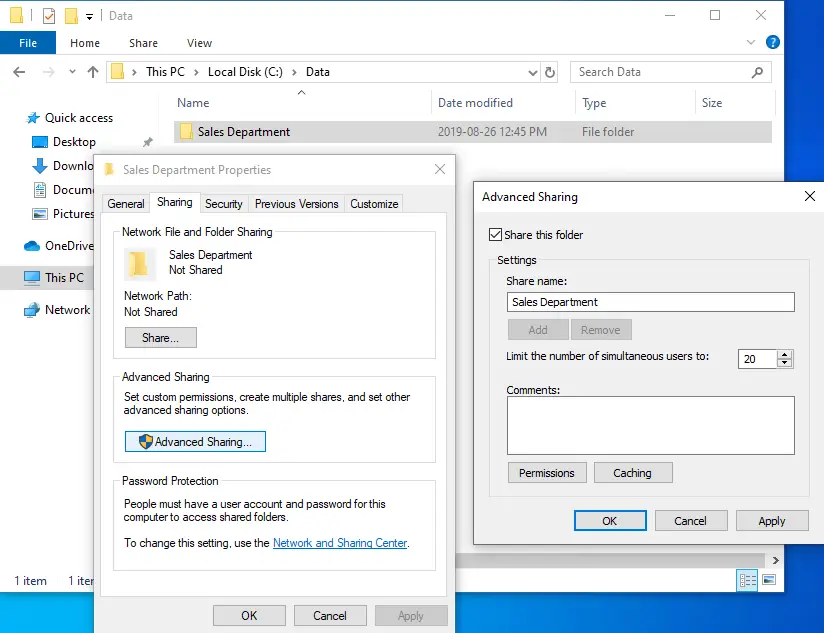 Data
File Home Share View
This PC Local Disk (C:) Data
Search Data
Name Date modified Type Size
Quick access
Sales Department 2019-08-26 12:45 PM File folder
Desktop
Downlo
Docum
Pictures
OneDrive
This PC
Network
1 item 1 iter
Sales Department Properties
General Sharing Security Previous Versions Customize
Network File and Folder Sharing
Sales Department
Not Shared
Network Path:
Not Shared
Share...
Advanced Sharing
Set custom permissions, create multiple shares, and set other
advanced sharing options.
Advanced Sharing...
Password Protection
People must have a user account and password for this
computer to access shared folders.
To change this setting, use the Network and Sharing Center.
OK Cancel Apply
Advanced Sharing
Share this folder
Settings
Share name:
Sales Department
Add Remove
Limit the number of simultaneous users to: 20
Comments:
Permissions Caching
OK Cancel Apply